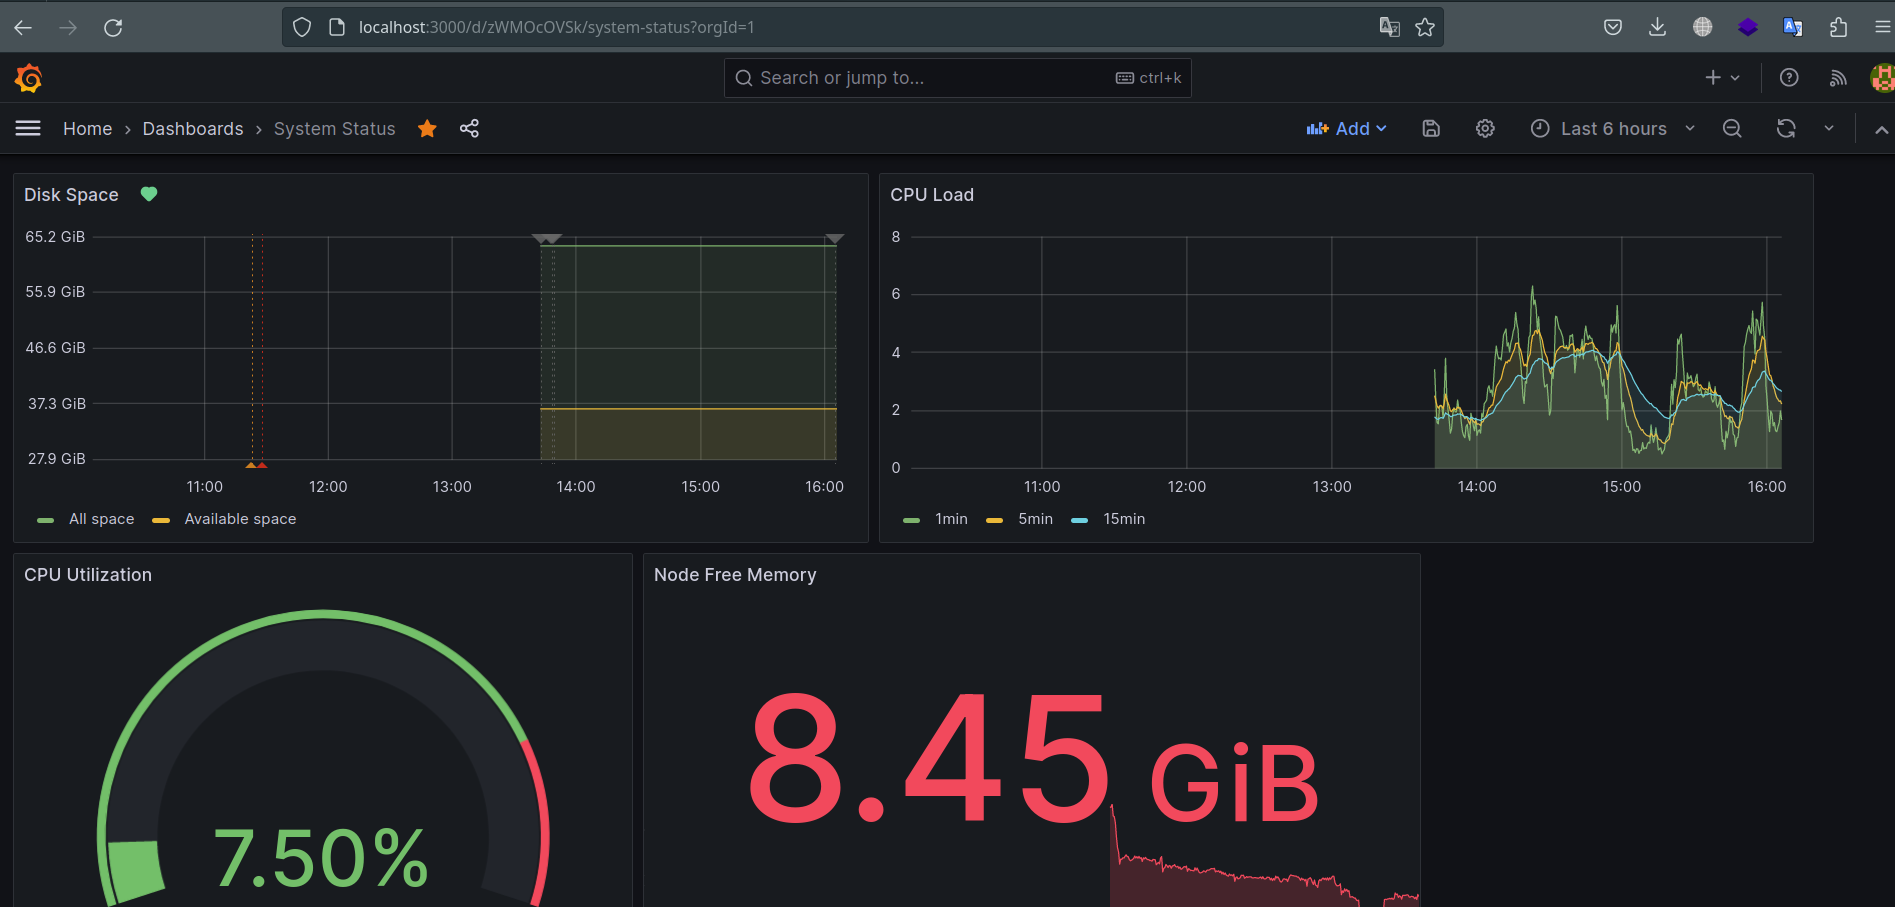 localhost:3000/d/zWMOcOVSk/system-status?orgId=1
Search or jump to... ctrl+k
Home › Dashboards › System Status Add Last 6 hours
Disk Space
65.2 GiB
55.9 GiB
46.6 GiB
37.3 GiB
27.9 GiB
11:00 12:00 13:00 14:00 15:00 16:00
All space Available space
CPU Load
8
6
4
2
0
11:00 12:00 13:00 14:00 15:00 16:00
1min 5min 15min
CPU Utilization
7.50%
Node Free Memory
8.45 GiB